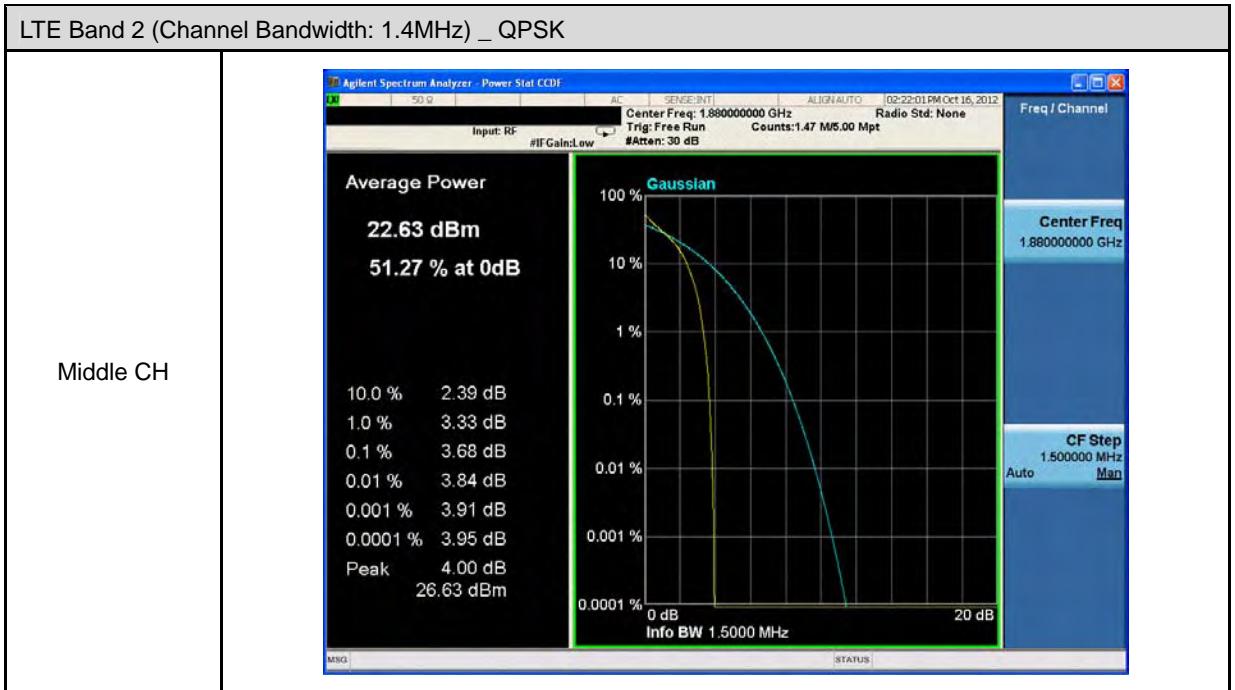 LTE Band 2 (Channel Bandwidth: 1.4MHz) _ QPSK
Middle CH
Agilent Spectrum Analyzer - Power Stat CCDF
50 Ω AC SENSE:INT ALIGN AUTO 02:22:01 PM Oct 16, 2012
Center Freq: 1.880000000 GHz Radio Std: None
Input: RF Trig: Free Run Counts:1.47 M/5.00 Mpt
#IFGain:Low #Atten: 30 dB
Freq / Channel
Center Freq
1.880000000 GHz
CF Step
1.500000 MHz
Auto Man
Average Power
22.63 dBm
51.27 % at 0dB
10.0 % 2.39 dB
1.0 % 3.33 dB
0.1 % 3.68 dB
0.01 % 3.84 dB
0.001 % 3.91 dB
0.0001 % 3.95 dB
Peak 4.00 dB
26.63 dBm
Gaussian
100 %
10 %
1 %
0.1 %
0.01 %
0.001 %
0.0001 %
0 dB 20 dB
Info BW 1.5000 MHz
MSG STATUS